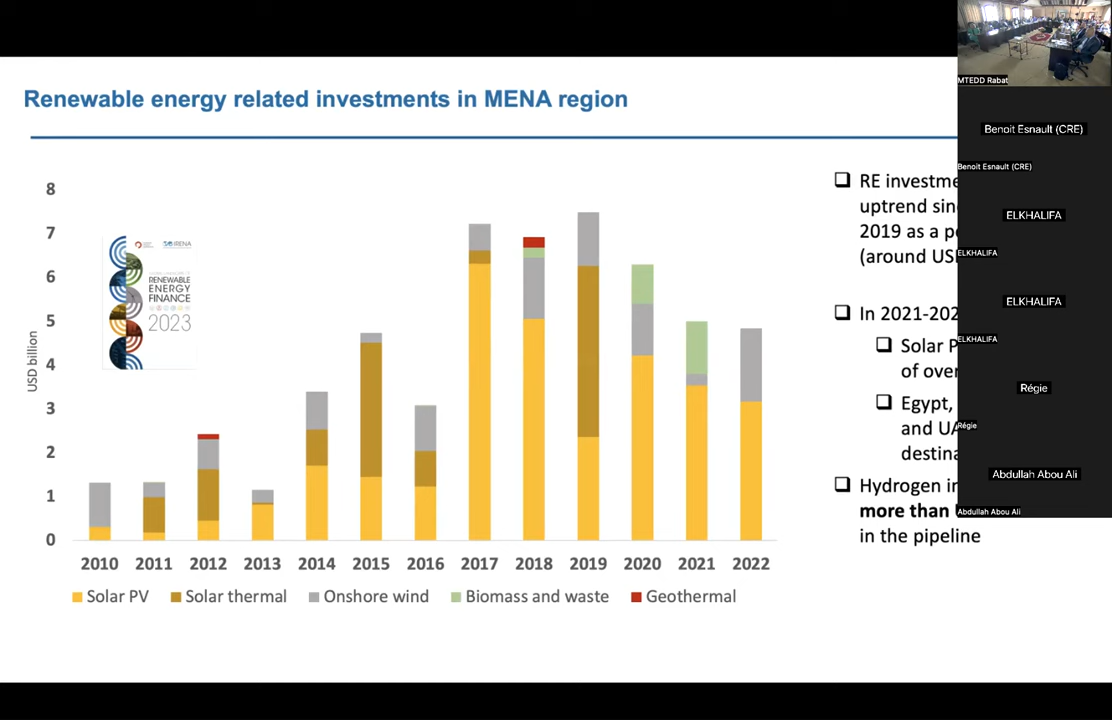 Renewable energy related investments in MENA region
8
7
6
5
4
3
2
1
0
USD billion
IRENA
RENEWABLE
ENERGY
FINANCE
2023
2010 2011 2012 2013 2014 2015 2016 2017 2018 2019 2020 2021 2022
Solar PV Solar thermal Onshore wind Biomass and waste Geothermal
RE investme
uptrend sin
2019 as a p
(around US
In 2021-202
Solar P
of over
Egypt,
and UA
destina
Hydrogen in
more than
in the pipeline
MTEDD Rabat
Benoit Esnault (CRE)
Benoit Esnault (CRE)
ELKHALIFA
ELKHALIFA
ELKHALIFA
ELKHALIFA
Régie
Régie
Abdullah Abou Ali
Abdullah Abou Ali